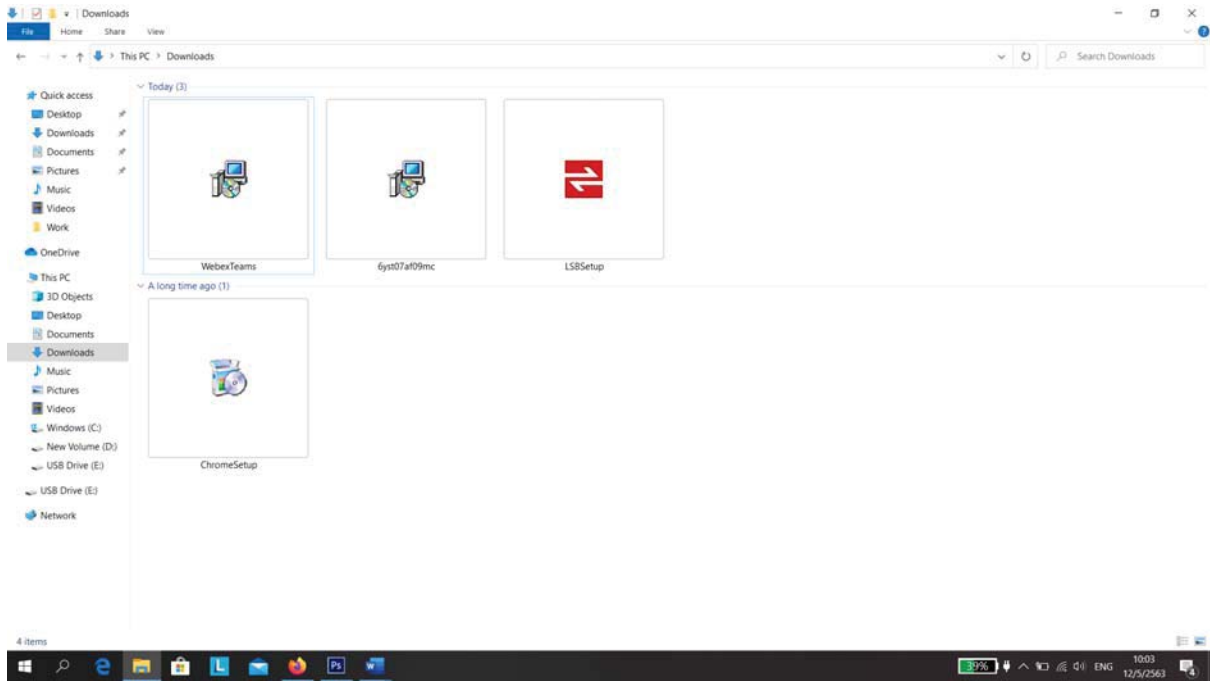 Downloads
File Home Share View
This PC > Downloads
Search Downloads
Quick access
Desktop
Downloads
Documents
Pictures
Music
Videos
Work
OneDrive
This PC
3D Objects
Desktop
Documents
Downloads
Music
Pictures
Videos
Windows (C:)
New Volume (D:)
USB Drive (E:)
USB Drive (E:)
Network
Today (3)
WebexTeams
6yst07af09mc
LSBSetup
A long time ago (1)
ChromeSetup
4 items
L
Ps
W
39%
ENG
10:03
12/5/2563
4